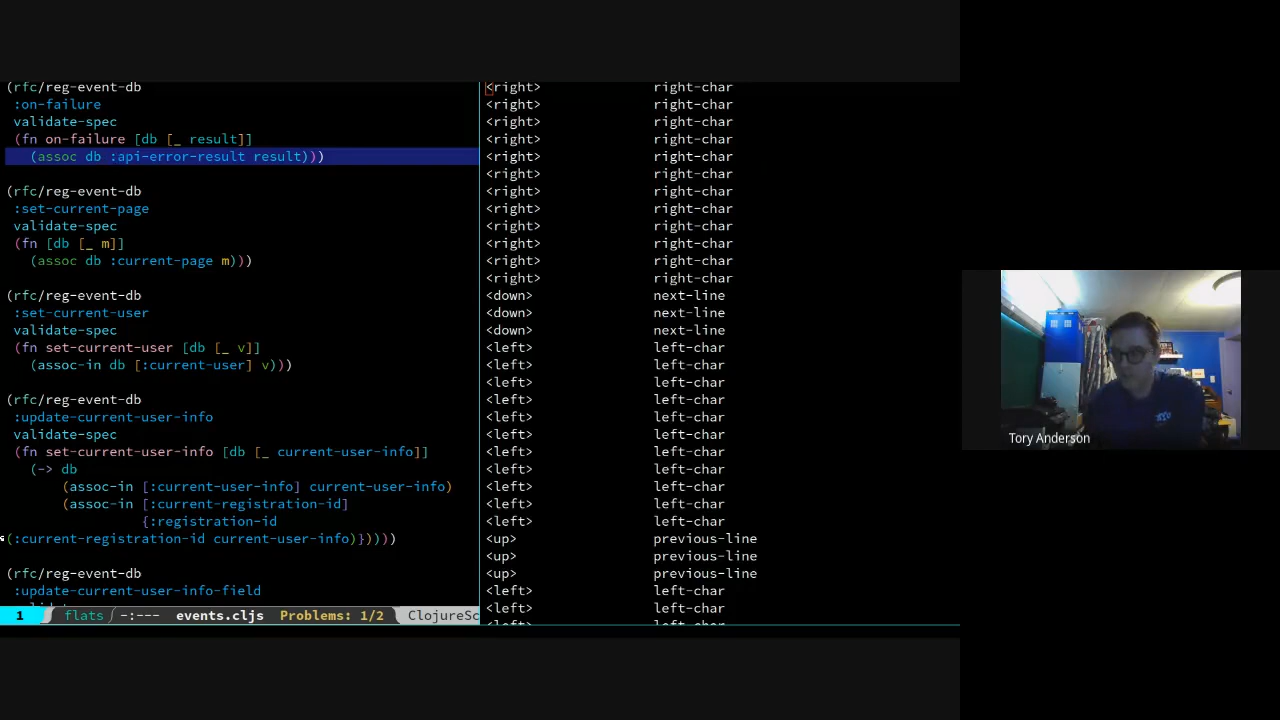 (rfc/reg-event-db
:on-failure
validate-spec
(fn on-failure [db [_ result]]
(assoc db :api-error-result result)))
(rfc/reg-event-db
:set-current-page
validate-spec
(fn [db [_ m]]
(assoc db :current-page m)))
(rfc/reg-event-db
:set-current-user
validate-spec
(fn set-current-user [db [_ v]]
(assoc-in db [:current-user] v)))
(rfc/reg-event-db
:update-current-user-info
validate-spec
(fn set-current-user-info [db [_ current-user-info]]
(-> db
(assoc-in [:current-user-info] current-user-info)
(assoc-in [:current-registration-id]
{:registration-id
(:current-registration-id current-user-info)}))))
(rfc/reg-event-db
:update-current-user-info-field
1 flats -:--- events.cljs Problems: 1/2 ClojureSc
<right> right-char
<right> right-char
<right> right-char
<right> right-char
<right> right-char
<right> right-char
<right> right-char
<right> right-char
<right> right-char
<right> right-char
<right> right-char
<right> right-char
<down> next-line
<down> next-line
<down> next-line
<left> left-char
<left> left-char
<left> left-char
<left> left-char
<left> left-char
<left> left-char
<left> left-char
<left> left-char
<left> left-char
<left> left-char
<left> left-char
<up> previous-line
<up> previous-line
<up> previous-line
<left> left-char
<left> left-char
<left> left-char
Tory Anderson